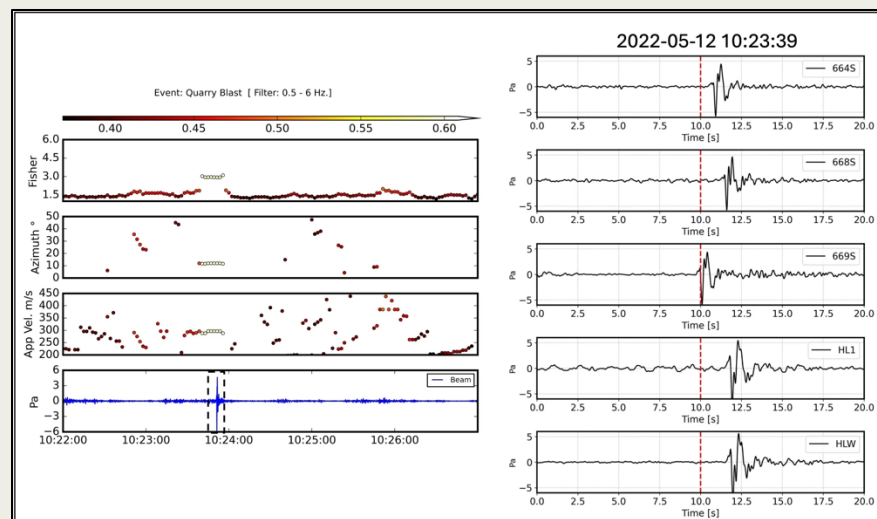 Event: Quarry Blast [ Filter: 0.5 - 6 Hz.]
0.40 0.45 0.50 0.55 0.60
Fisher
6.0
4.5
3.0
1.5
Azimuth °
50
40
30
20
10
0
App Vel. m/s
450
400
350
300
250
200
Pa
6
3
0
−3
−6
Beam
10:22:00 10:23:00 10:24:00 10:25:00 10:26:00
2022-05-12 10:23:39
Pa
5
0
−5
664S
0.0 2.5 5.0 7.5 10.0 12.5 15.0 17.5 20.0
Time [s]
Pa
5
0
−5
668S
0.0 2.5 5.0 7.5 10.0 12.5 15.0 17.5 20.0
Time [s]
Pa
5
0
−5
669S
0.0 2.5 5.0 7.5 10.0 12.5 15.0 17.5 20.0
Time [s]
Pa
5
0
−5
HL1
0.0 2.5 5.0 7.5 10.0 12.5 15.0 17.5 20.0
Time [s]
Pa
5
0
−5
HLW
0.0 2.5 5.0 7.5 10.0 12.5 15.0 17.5 20.0
Time [s]